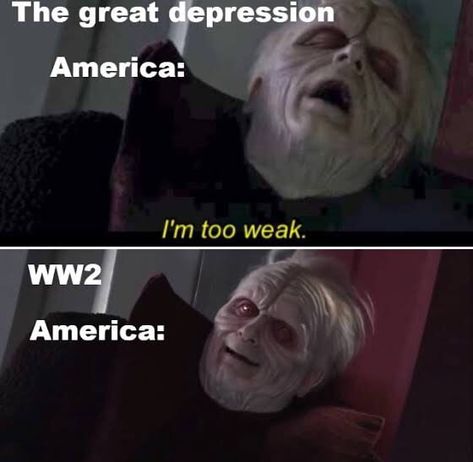 The great depression
America:
I'm too weak.
WW2
America: